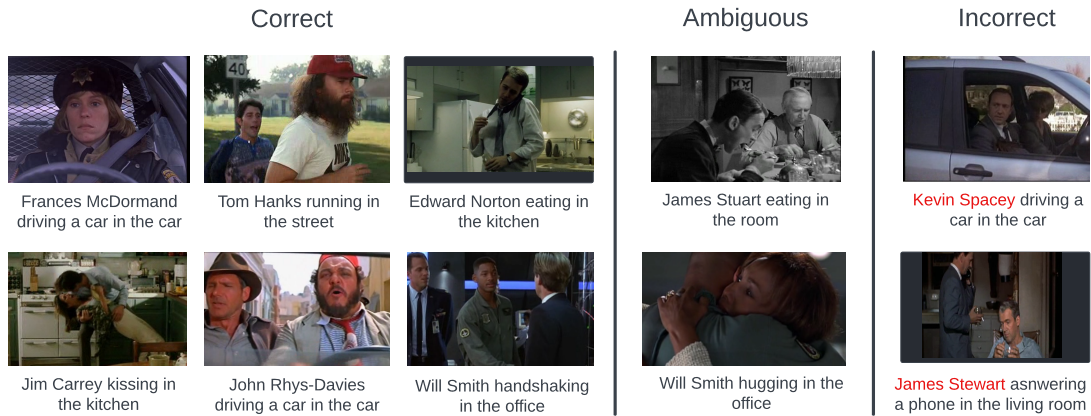 Correct
Ambiguous
Incorrect
40
Frances McDormand
driving a car in the car
Tom Hanks running in
the street
Edward Norton eating in
the kitchen
James Stuart eating in
the room
Kevin Spacey driving a
car in the car
Jim Carrey kissing in
the kitchen
John Rhys-Davies
driving a car in the car
Will Smith handshaking
in the office
Will Smith hugging in the
office
James Stewart asnwering
a phone in the living room